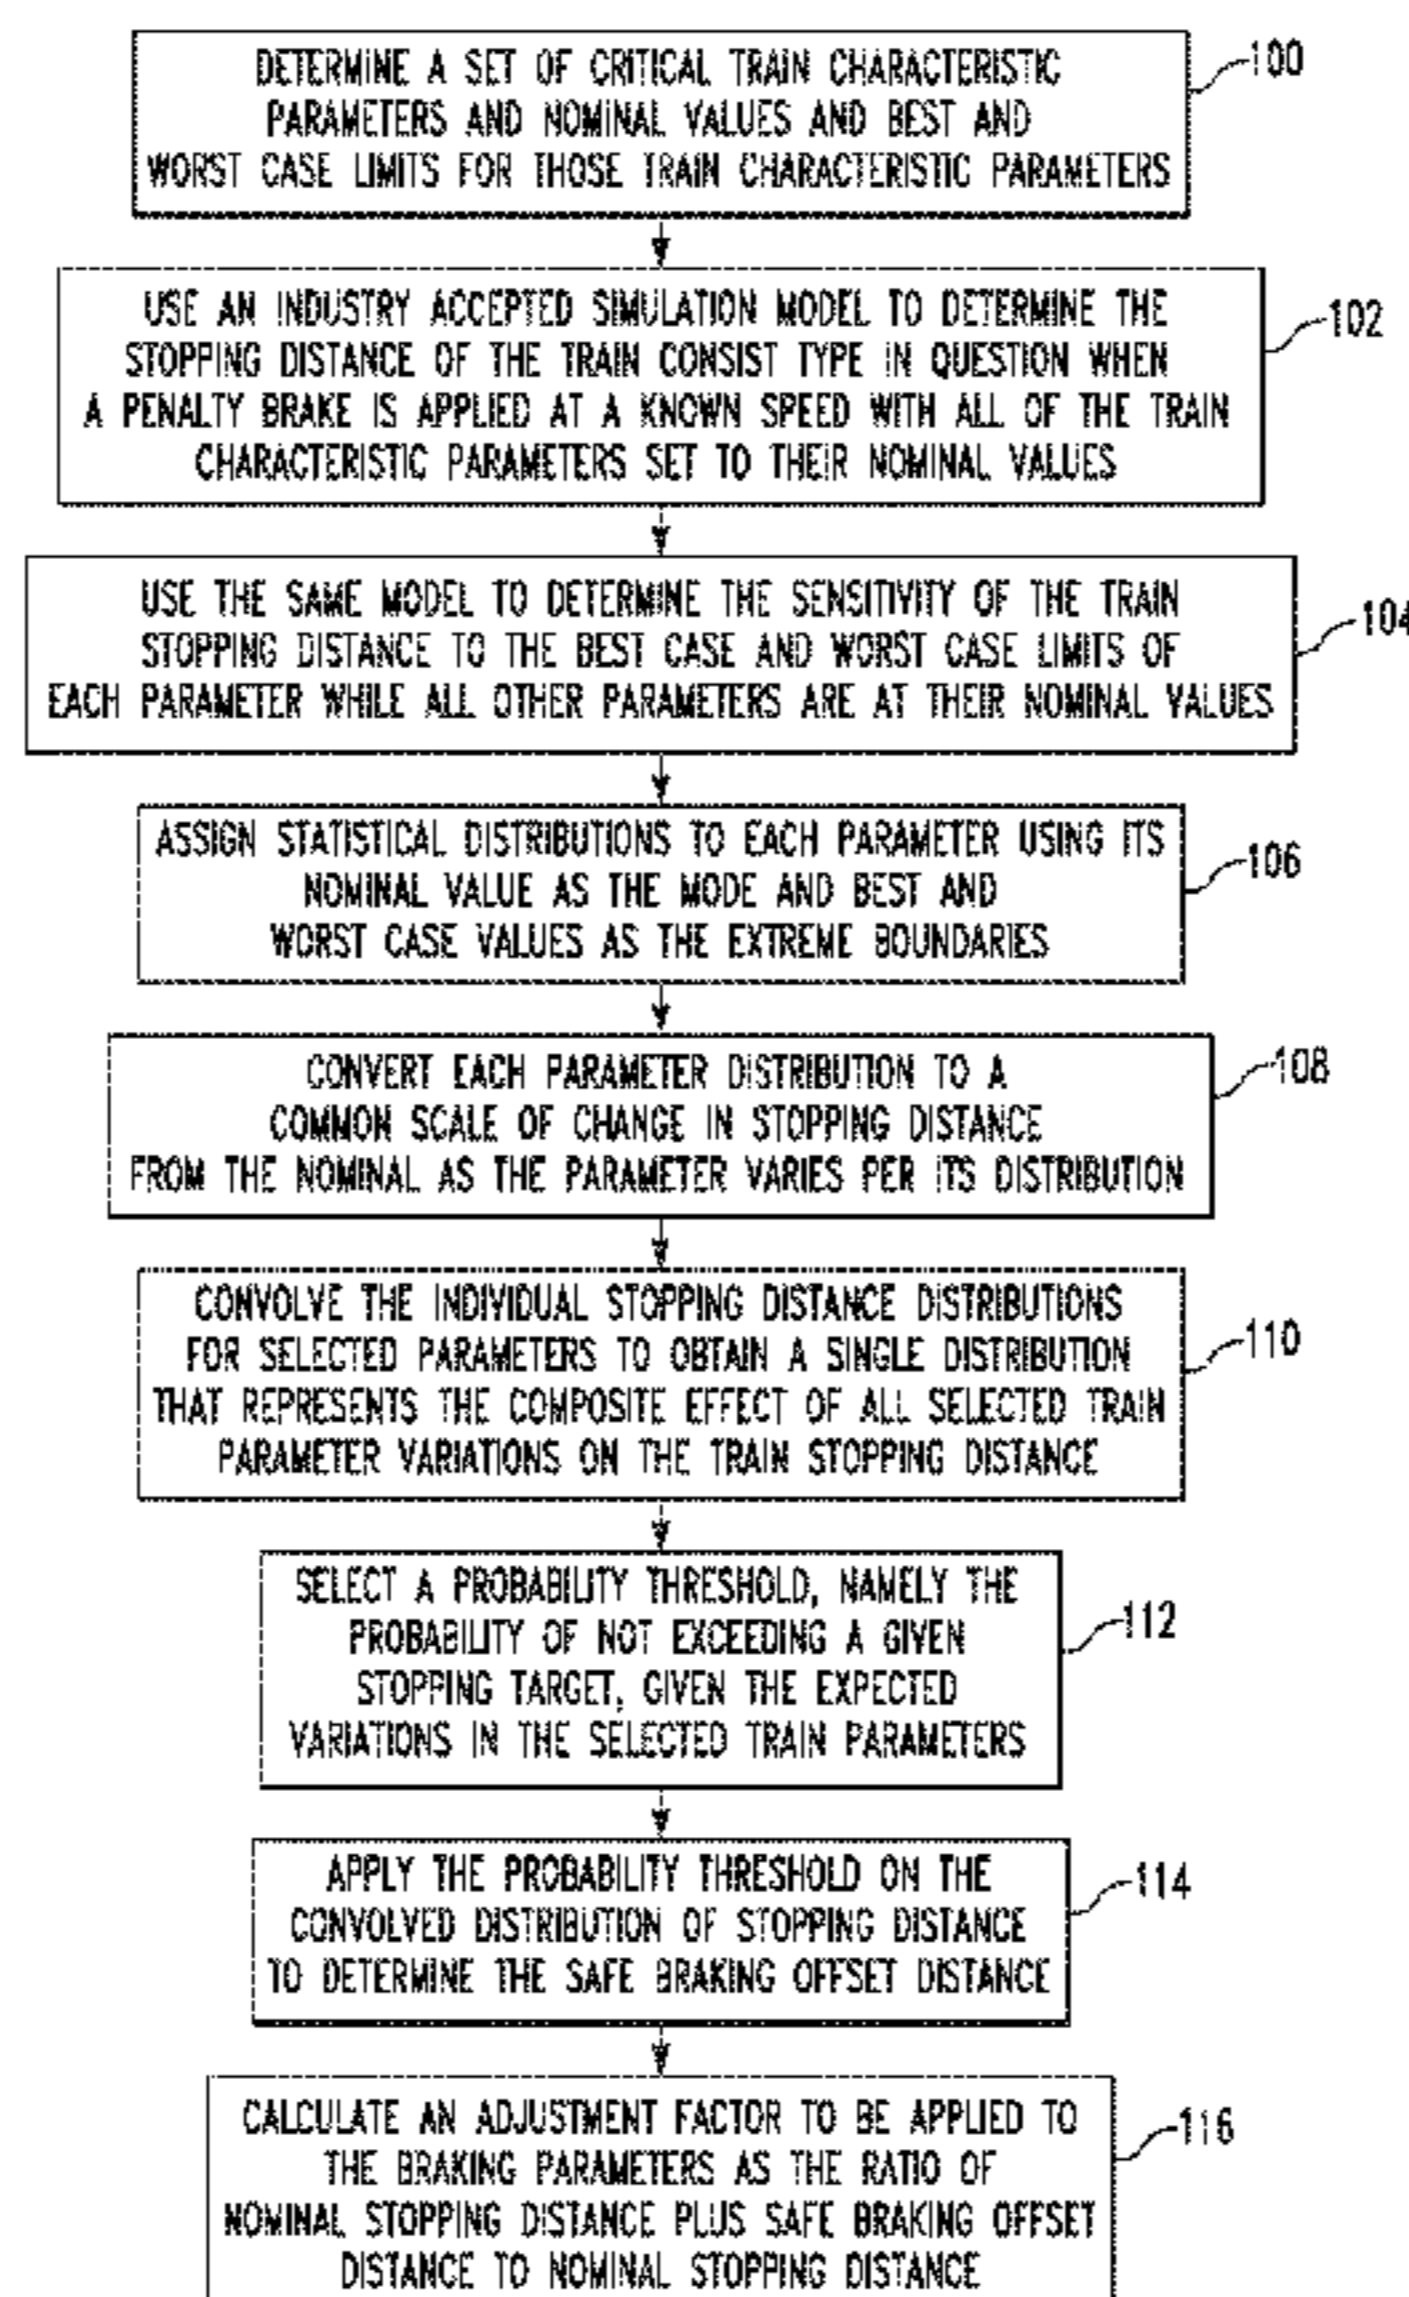 DETERMINE A SET OF CRITICAL TRAIN CHARACTERISTIC
PARAMETERS AND NOMINAL VALUES AND BEST AND
WORST CASE LIMITS FOR THOSE TRAIN CHARACTERISTIC PARAMETERS
100
USE AN INDUSTRY ACCEPTED SIMULATION MODEL TO DETERMINE THE
STOPPING DISTANCE OF THE TRAIN CONSIST TYPE IN QUESTION WHEN
A PENALTY BRAKE IS APPLIED AT A KNOWN SPEED WITH ALL OF THE TRAIN
CHARACTERISTIC PARAMETERS SET TO THEIR NOMINAL VALUES
102
USE THE SAME MODEL TO DETERMINE THE SENSITIVITY OF THE TRAIN
STOPPING DISTANCE TO THE BEST CASE AND WORST CASE LIMITS OF
EACH PARAMETER WHILE ALL OTHER PARAMETERS ARE AT THEIR NOMINAL VALUES
104
ASSIGN STATISTICAL DISTRIBUTIONS TO EACH PARAMETER USING ITS
NOMINAL VALUE AS THE MODE AND BEST AND
WORST CASE VALUES AS THE EXTREME BOUNDARIES
106
CONVERT EACH PARAMETER DISTRIBUTION TO A
COMMON SCALE OF CHANGE IN STOPPING DISTANCE
FROM THE NOMINAL AS THE PARAMETER VARIES PER ITS DISTRIBUTION
108
CONVOLVE THE INDIVIDUAL STOPPING DISTANCE DISTRIBUTIONS
FOR SELECTED PARAMETERS TO OBTAIN A SINGLE DISTRIBUTION
THAT REPRESENTS THE COMPOSITE EFFECT OF ALL SELECTED TRAIN
PARAMETER VARIATIONS ON THE TRAIN STOPPING DISTANCE
110
SELECT A PROBABILITY THRESHOLD, NAMELY THE
PROBABILITY OF NOT EXCEEDING A GIVEN
STOPPING TARGET, GIVEN THE EXPECTED
VARIATIONS IN THE SELECTED TRAIN PARAMETERS
112
APPLY THE PROBABILITY THRESHOLD ON THE
CONVOLVED DISTRIBUTION OF STOPPING DISTANCE
TO DETERMINE THE SAFE BRAKING OFFSET DISTANCE
114
CALCULATE AN ADJUSTMENT FACTOR TO BE APPLIED TO
THE BRAKING PARAMETERS AS THE RATIO OF
NOMINAL STOPPING DISTANCE PLUS SAFE BRAKING OFFSET
DISTANCE TO NOMINAL STOPPING DISTANCE
116